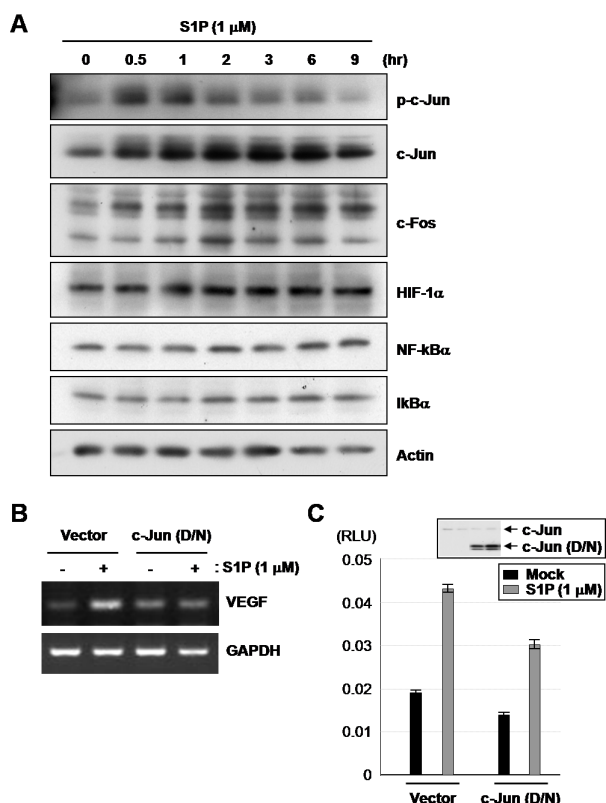 A
S1P (1 μM)
0 0.5 1 2 3 6 9 (hr)
p-c-Jun
c-Jun
c-Fos
HIF-1α
NF-kBα
IkBα
Actin
B
Vector c-Jun (D/N)
- + - + : S1P (1 μM)
VEGF
GAPDH
C
(RLU)
c-Jun
c-Jun (D/N)
Mock
S1P (1 μM)
0.05
0.04
0.03
0.02
0.01
0
Vector c-Jun (D/N)